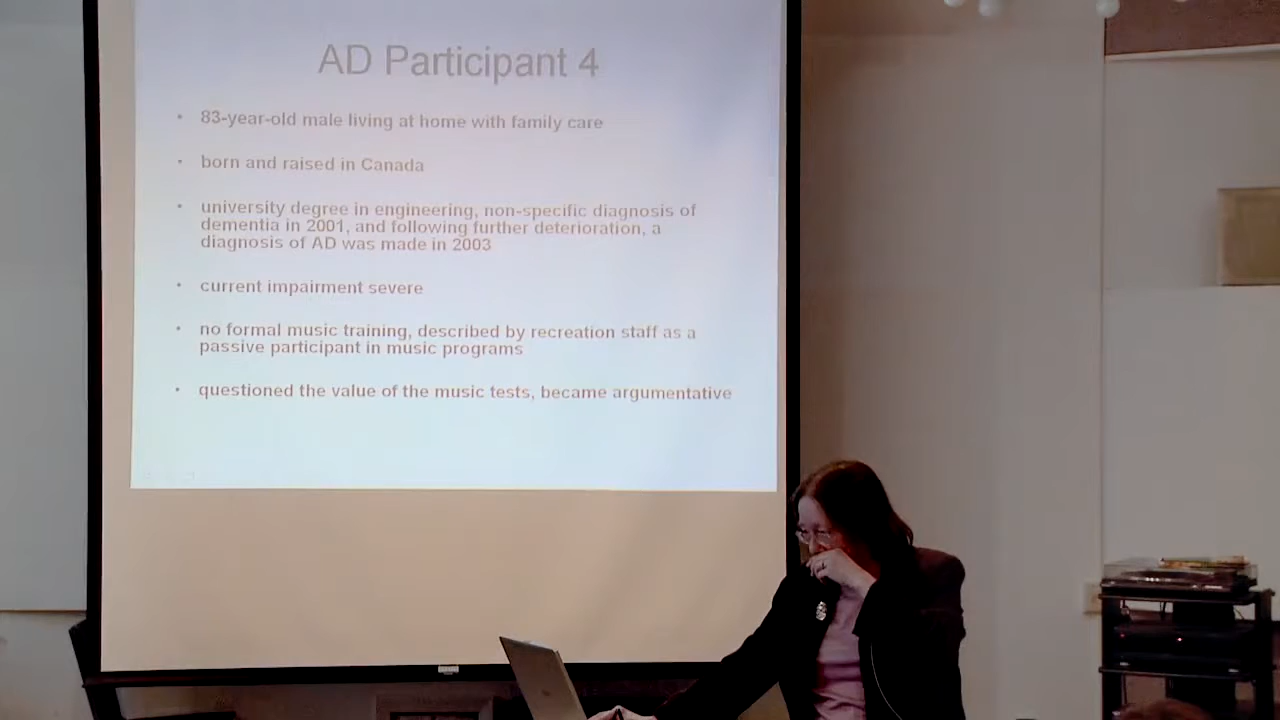 AD Participant 4
• 83-year-old male living at home with family care
• born and raised in Canada
• university degree in engineering, non-specific diagnosis of
dementia in 2001, and following further deterioration, a
diagnosis of AD was made in 2003
• current impairment severe
• no formal music training, described by recreation staff as a
passive participant in music programs
• questioned the value of the music tests, became argumentative